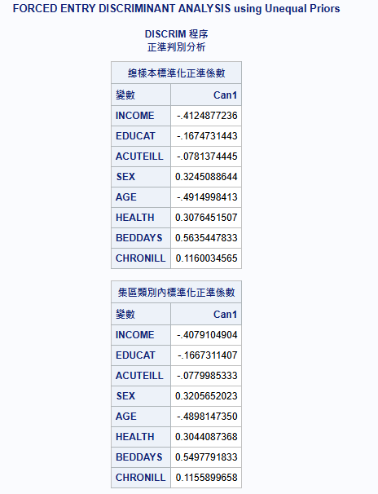 FORCED ENTRY DISCRIMINANT ANALYSIS using Unequal Priors
DISCRIM 程序
正準判別分析
總樣本標準化正準係數
變數 Can1
INCOME -.4124877236
EDUCAT -.1674731443
ACUTEILL -.0781374445
SEX 0.3245088644
AGE -.4914998413
HEALTH 0.3076451507
BEDDAYS 0.5635447833
CHRONILL 0.1160034565
集區類別內標準化正準係數
變數 Can1
INCOME -.4079104904
EDUCAT -.1667311407
ACUTEILL -.0779985333
SEX 0.3205652023
AGE -.4898147350
HEALTH 0.3044087368
BEDDAYS 0.5497791833
CHRONILL 0.1155899658